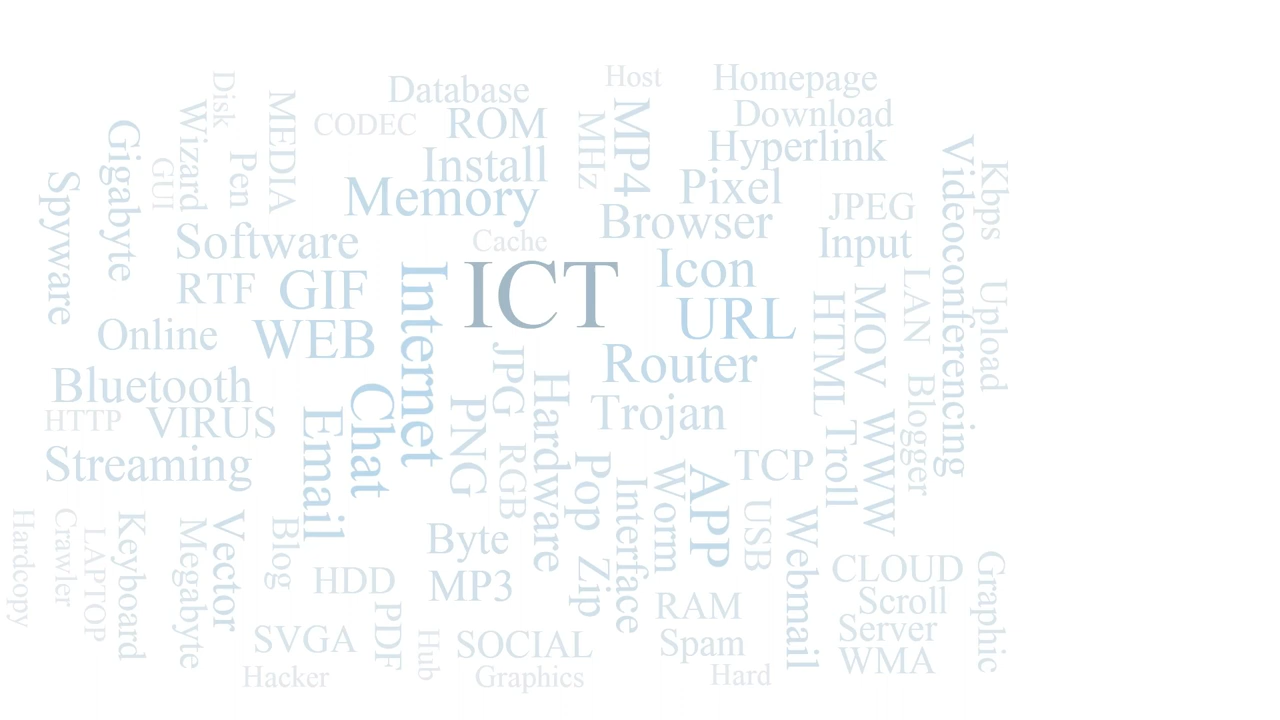 Disk
Wizard
MEDIA
CODEC
Database
ROM
Host
MP4
MHz
Homepage
Download
Hyperlink
Gigabyte
GUI
Pen
Install
Memory
Pixel
Browser
JPEG
Input
Videoconferencing
Kbps
Spyware
Software
Cache
RTF
GIF
Internet
ICT
Icon
URL
LAN
Upload
Online
WEB
Router
HTML
MOV
Bluetooth
Chat
JPG
Hardware
Trojan
HTTP
VIRUS
Email
PNG
Blogger
WWW
Troll
Streaming
RGB
Pop
Interface
Worm
APP
TCP
USB
Hardcopy
Crawler
LAPTOP
Keyboard
Megabyte
Vector
Blog
Byte
Zip
Webmail
HDD
MP3
CLOUD
Graphic
Scroll
RAM
SVGA
PDF
Hub
SOCIAL
Spam
Server
WMA
Hacker
Graphics
Hard